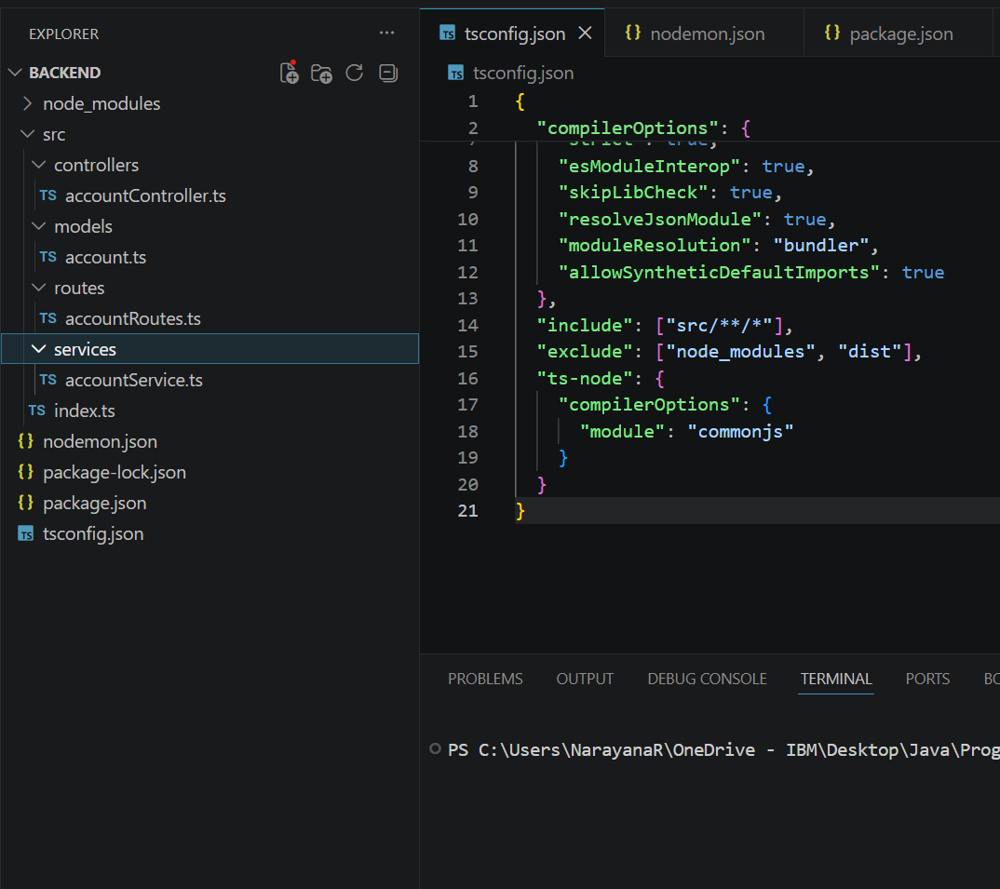 EXPLORER
BACKEND
node_modules
src
controllers
TS accountController.ts
models
TS account.ts
routes
TS accountRoutes.ts
services
TS accountService.ts
TS index.ts
{} nodemon.json
{} package-lock.json
{} package.json
TS tsconfig.json
TS tsconfig.json
{} nodemon.json
{} package.json
TS tsconfig.json
1 {
2 "compilerOptions": {
7 "strict": true,
8 "esModuleInterop": true,
9 "skipLibCheck": true,
10 "resolveJsonModule": true,
11 "moduleResolution": "bundler",
12 "allowSyntheticDefaultImports": true
13 },
14 "include": ["src/**/*"],
15 "exclude": ["node_modules", "dist"],
16 "ts-node": {
17 "compilerOptions": {
18 "module": "commonjs"
19 }
20 }
21 }
PROBLEMS OUTPUT DEBUG CONSOLE TERMINAL PORTS BO
PS C:\Users\NarayanaR\OneDrive - IBM\Desktop\Java\Prog